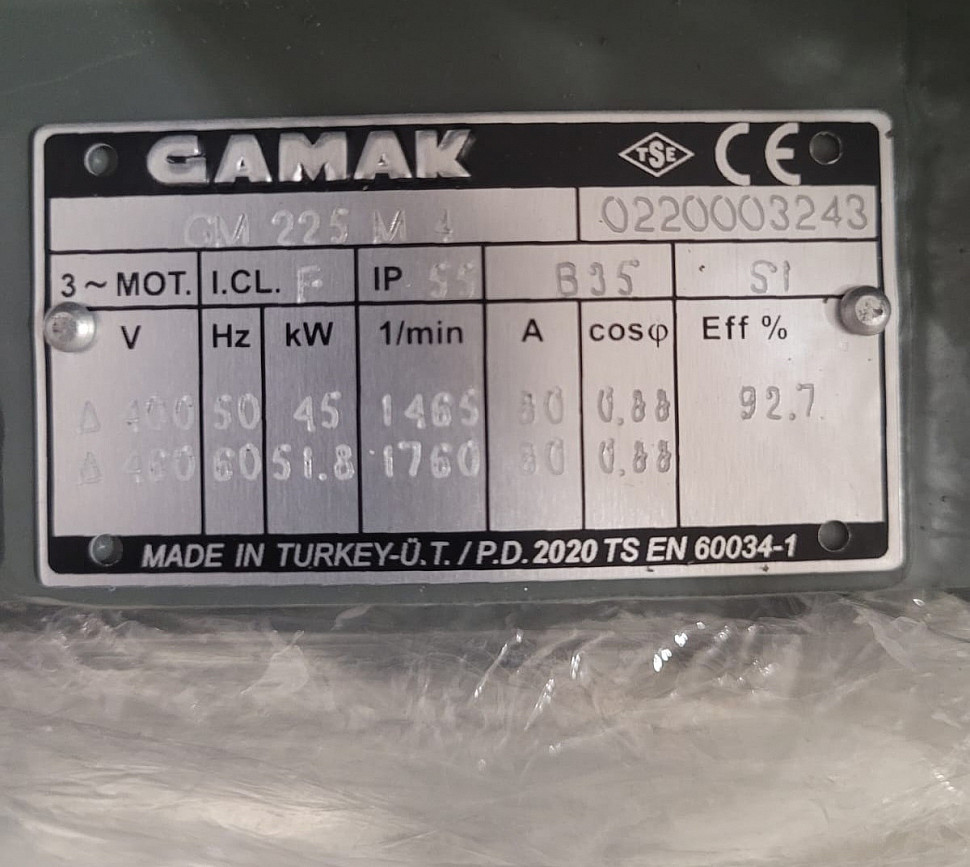 GAMAK TSE CE
GM 225 M 4 0220003243
3 ~ MOT. I.CL. F IP 55 B35 S1
V Hz kW 1/min A cosφ Eff %
Δ 400 50 45 1465 80 0,88 92.7
Δ 460 60 51.8 1760 80 0,88
MADE IN TURKEY-Ü.T. / P.D. 2020 TS EN 60034-1